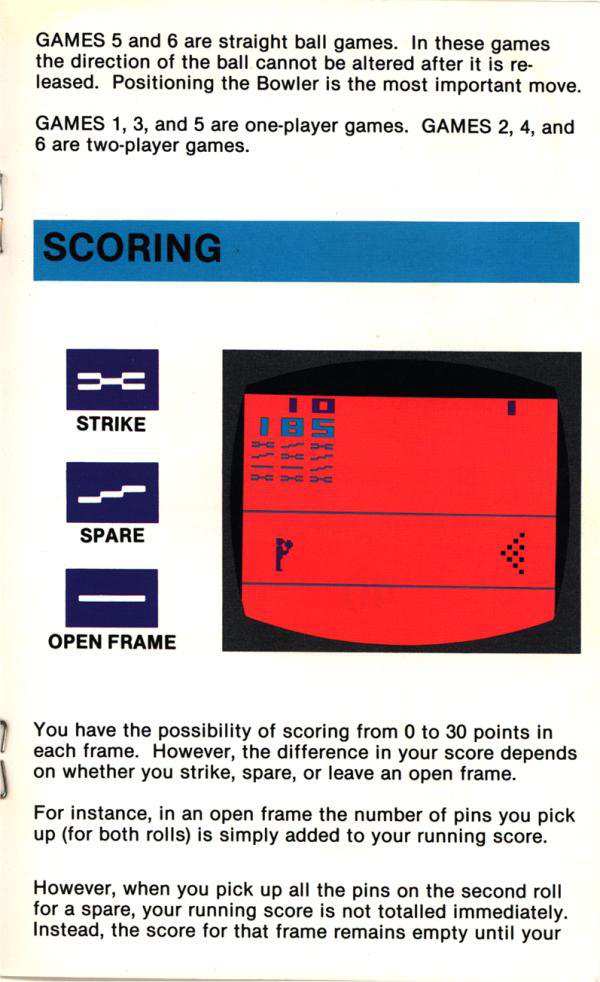 GAMES 5 and 6 are straight ball games. In these games
the direction of the ball cannot be altered after it is re-
leased. Positioning the Bowler is the most important move.
GAMES 1, 3, and 5 are one-player games. GAMES 2, 4, and
6 are two-player games.
SCORING
STRIKE
SPARE
OPEN FRAME
10 1
185
You have the possibility of scoring from 0 to 30 points in
each frame. However, the difference in your score depends
on whether you strike, spare, or leave an open frame.
For instance, in an open frame the number of pins you pick
up (for both rolls) is simply added to your running score.
However, when you pick up all the pins on the second roll
for a spare, your running score is not totalled immediately.
Instead, the score for that frame remains empty until your